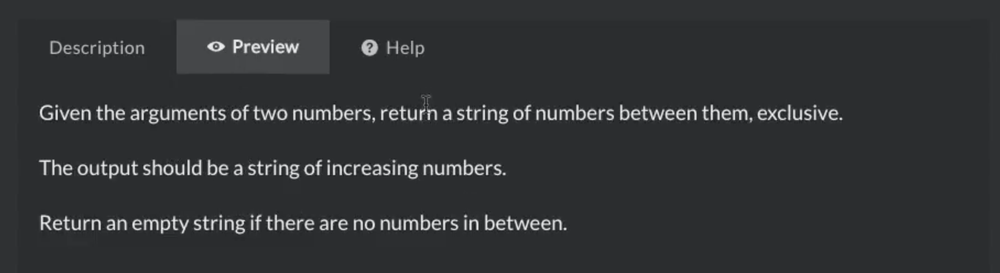 Description Preview Help
Given the arguments of two numbers, return a string of numbers between them, exclusive.
The output should be a string of increasing numbers.
Return an empty string if there are no numbers in between.